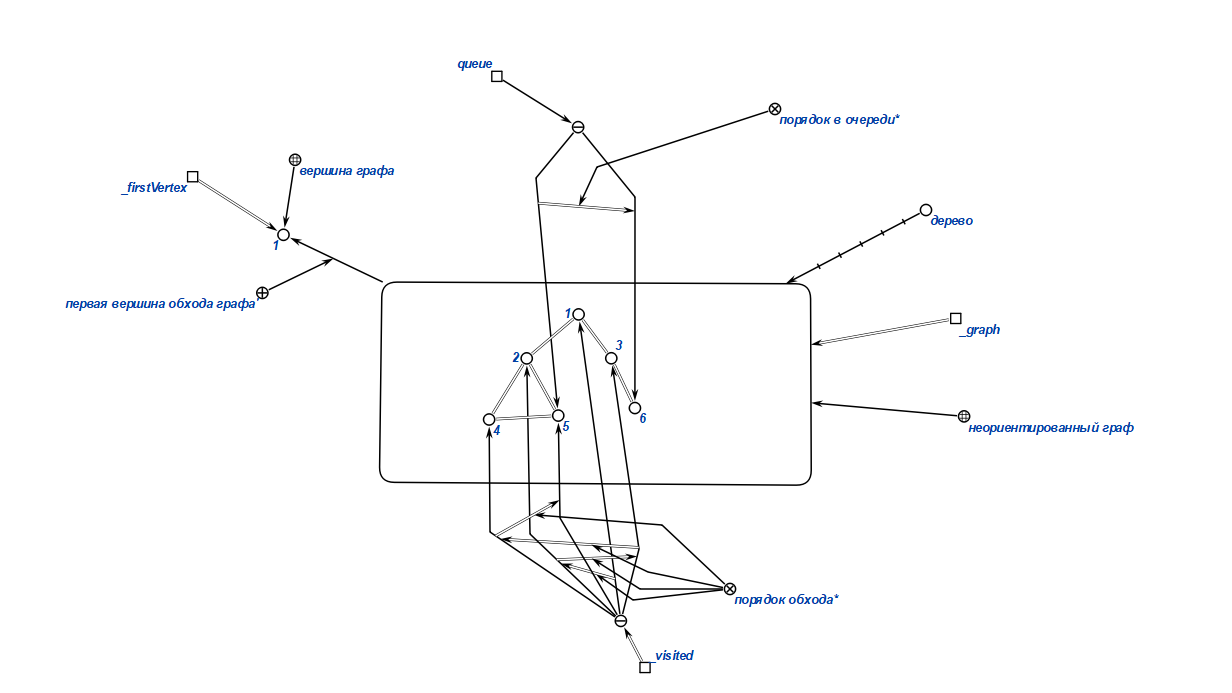 queue
порядок в очереди*
вершина графа
_firstVertex
дерево
1
первая вершина обхода графа'
1
_graph
3
2
6
5
4
неориентированный граф
порядок обхода*
_visited